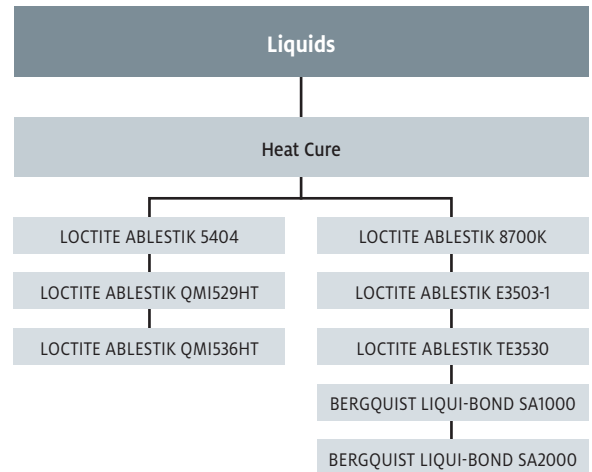 Liquids
Heat Cure
LOCTITE ABLESTIK 5404
LOCTITE ABLESTIK QMI529HT
LOCTITE ABLESTIK QMI536HT
LOCTITE ABLESTIK 8700K
LOCTITE ABLESTIK E3503-1
LOCTITE ABLESTIK TE3530
BERGQUIST LIQUI-BOND SA1000
BERGQUIST LIQUI-BOND SA2000